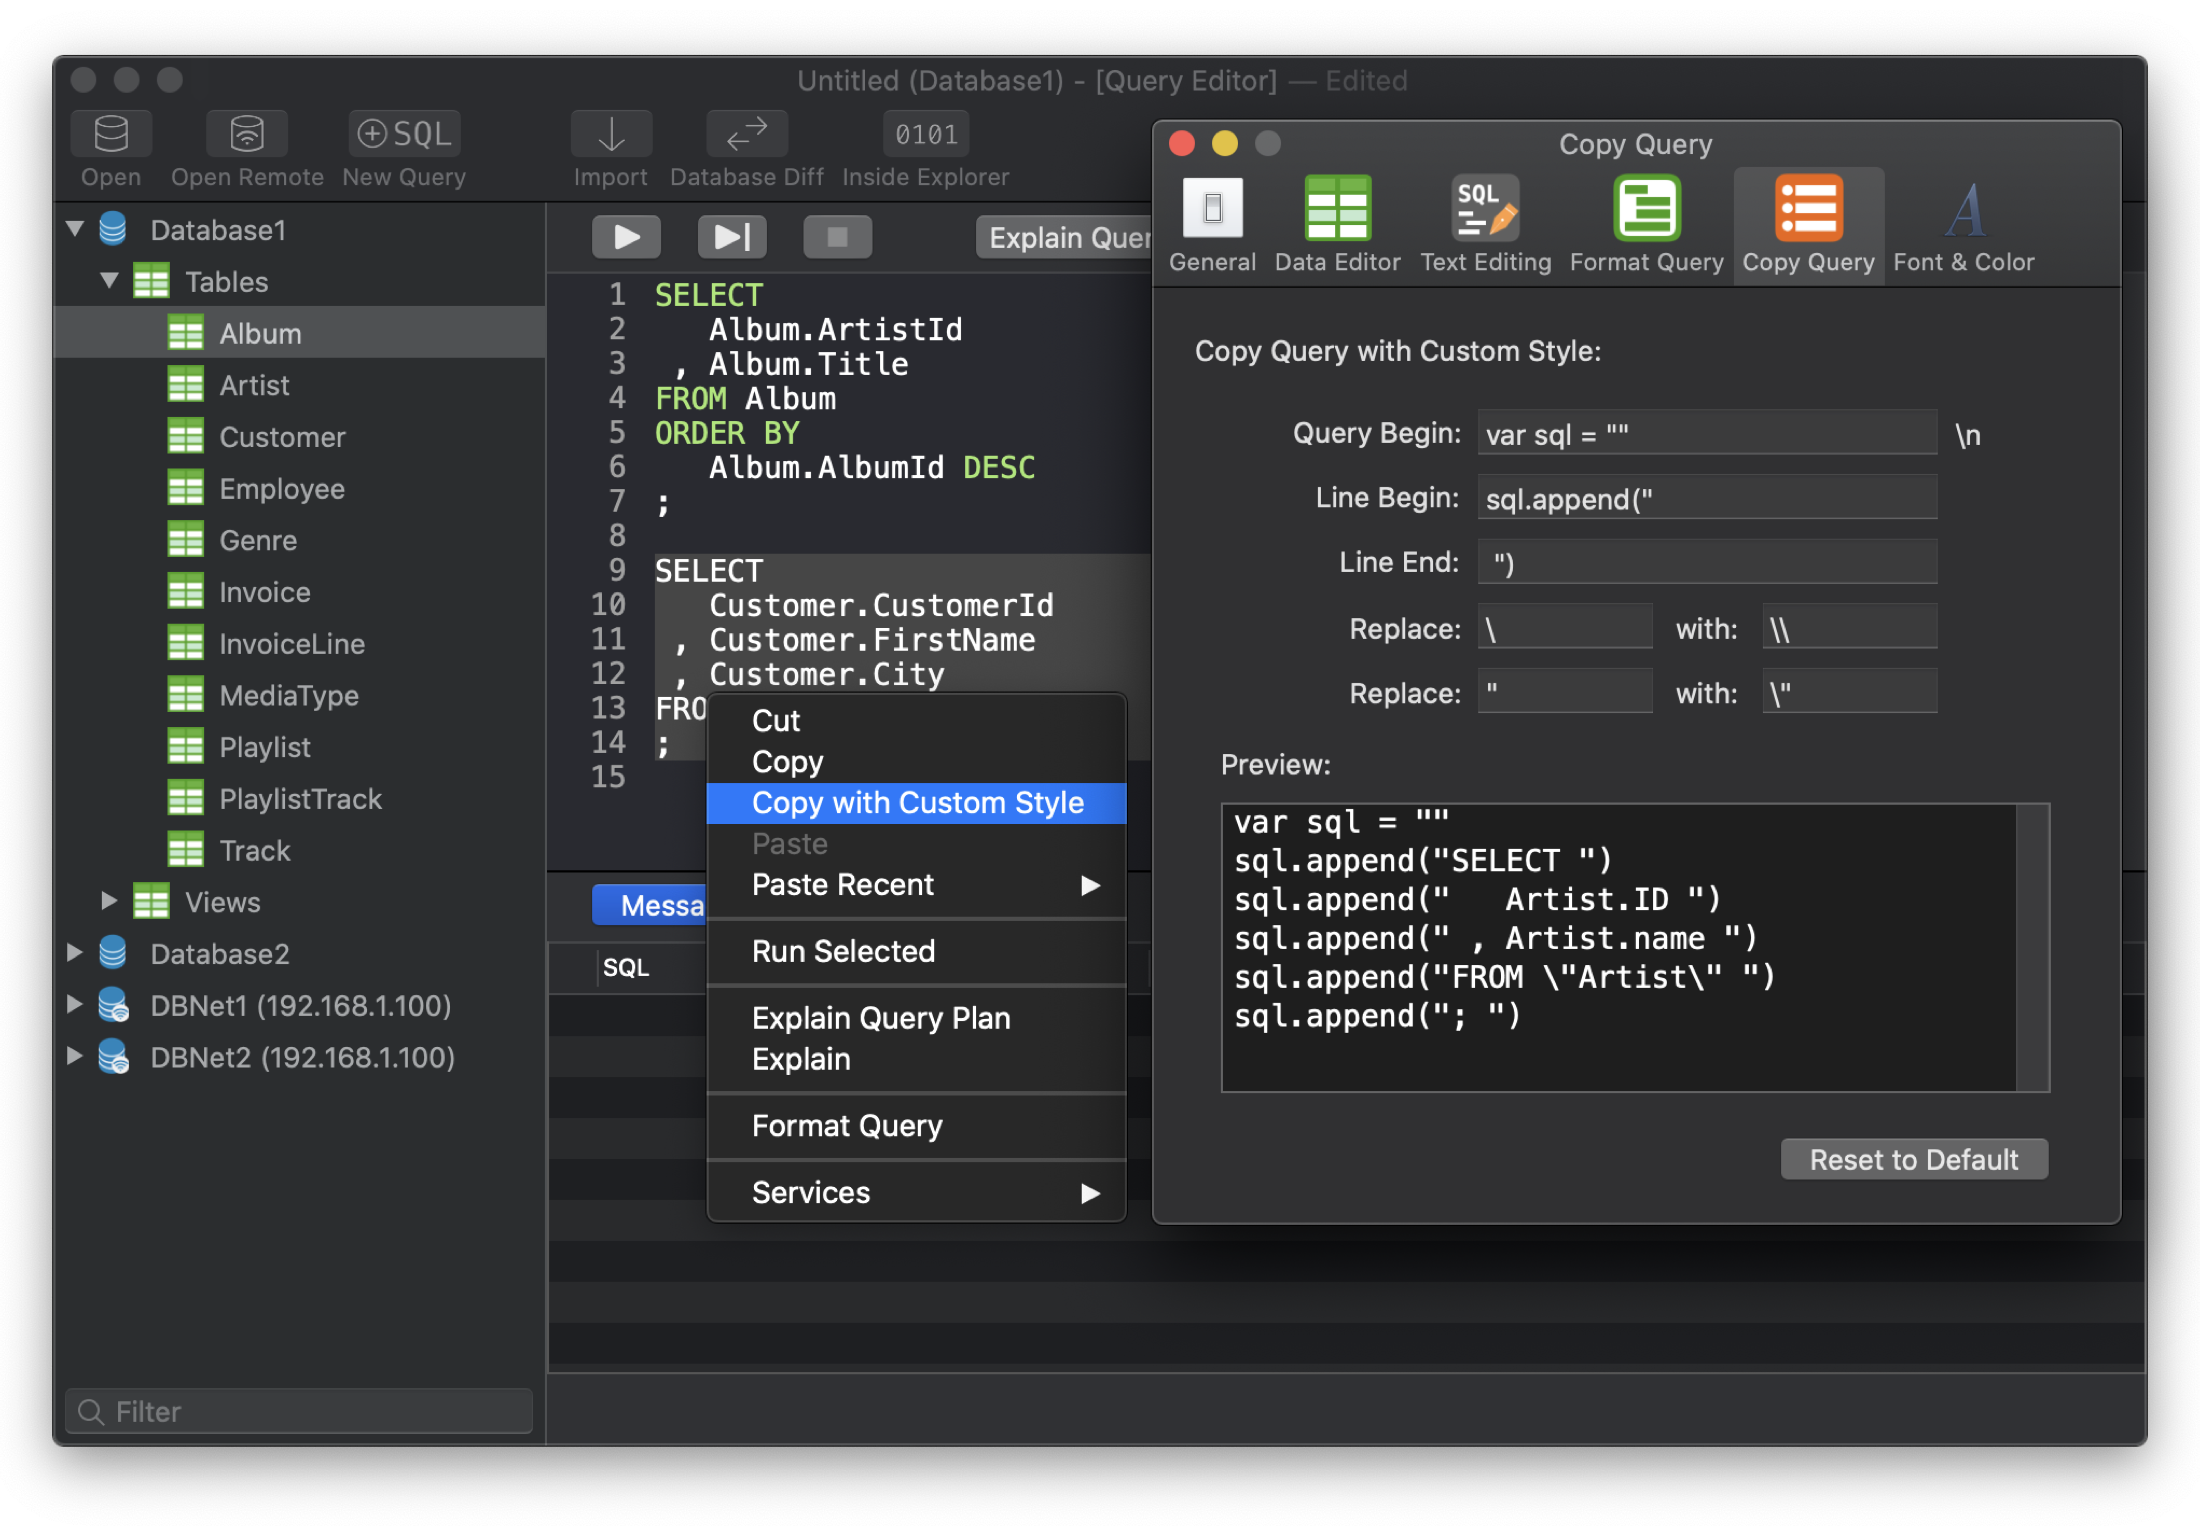 Untitled (Database1) - [Query Editor] — Edited
Open
Open Remote
SQL
New Query
Import
Database Diff
0101
Inside Explorer
Database1
Tables
Album
Artist
Customer
Employee
Genre
Invoice
InvoiceLine
MediaType
Playlist
PlaylistTrack
Track
Views
Database2
DBNet1 (192.168.1.100)
DBNet2 (192.168.1.100)
Filter
Explain Quer
1 SELECT
2    Album.ArtistId
3  , Album.Title
4 FROM Album
5 ORDER BY
6    Album.AlbumId DESC
7 ;
8
9 SELECT
10    Customer.CustomerId
11  , Customer.FirstName
12  , Customer.City
13 FRO
14 ;
15
Messa
SQL
Cut
Copy
Copy with Custom Style
Paste
Paste Recent
Run Selected
Explain Query Plan
Explain
Format Query
Services
Copy Query
General
Data Editor
SQL
Text Editing
Format Query
Copy Query
A
Font & Color
Copy Query with Custom Style:
Query Begin: var sql = "" \n
Line Begin: sql.append("
Line End:  ")
Replace: \ with: \\
Replace: " with: \"
Preview:
var sql = ""
sql.append("SELECT ")
sql.append("   Artist.ID ")
sql.append(" , Artist.name ")
sql.append("FROM \"Artist\" ")
sql.append("; ")
Reset to Default